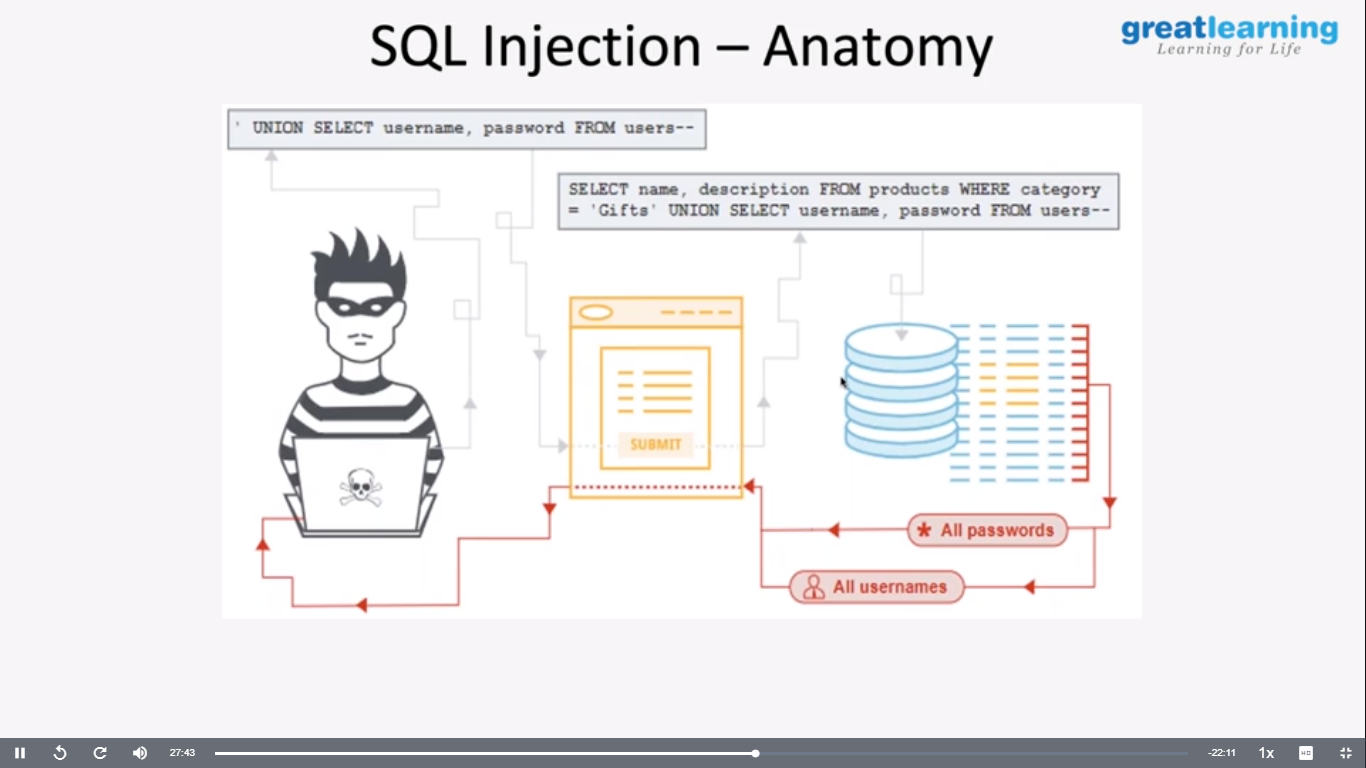 SQL Injection – Anatomy
greatlearning
Learning for Life
' UNION SELECT username, password FROM users--
SELECT name, description FROM products WHERE category
= 'Gifts' UNION SELECT username, password FROM users--
SUBMIT
* All passwords
All usernames
27:43
-22:11
1x
HD